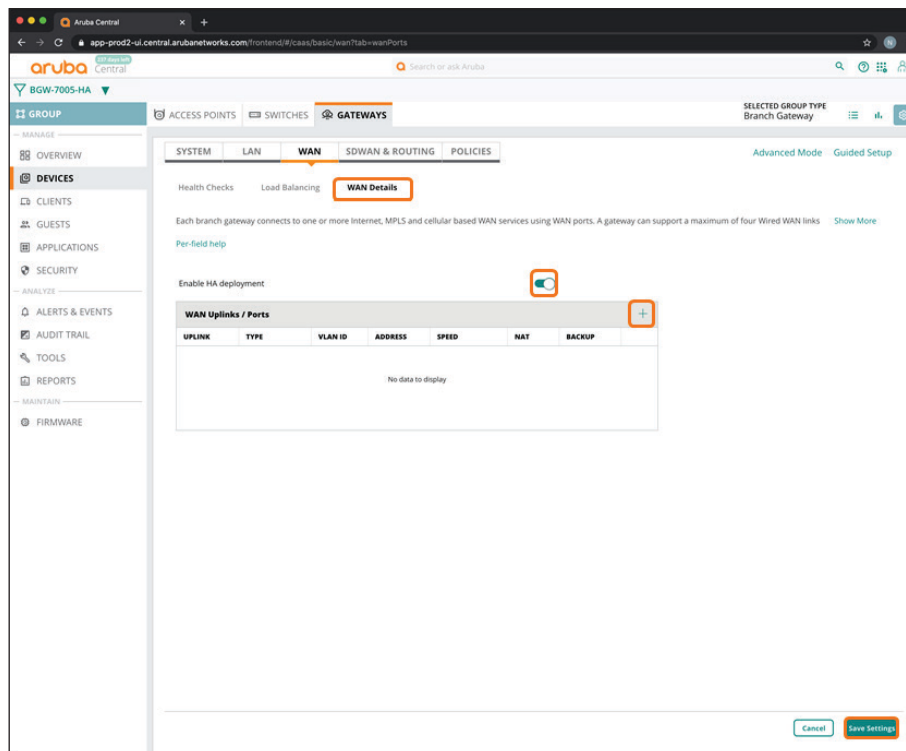 Aruba Central
app-prod2-ui.central.arubanetworks.com/frontend/#/caas/basic/wan?tab=wanPorts
N
aruba Central
Search or ask Aruba
BGW-7005-HA
GROUP
ACCESS POINTS SWITCHES GATEWAYS
SELECTED GROUP TYPE
Branch Gateway
MANAGE
OVERVIEW
DEVICES
CLIENTS
GUESTS
APPLICATIONS
SECURITY
ANALYZE
ALERTS & EVENTS
AUDIT TRAIL
TOOLS
REPORTS
MAINTAIN
FIRMWARE
SYSTEM LAN WAN SDWAN & ROUTING POLICIES
Advanced Mode Guided Setup
Health Checks Load Balancing WAN Details
Each branch gateway connects to one or more Internet, MPLS and cellular based WAN services using WAN ports. A gateway can support a maximum of four Wired WAN links Show More
Per-field help
Enable HA deployment
WAN Uplinks / Ports
UPLINK TYPE VLAN ID ADDRESS SPEED NAT BACKUP
No data to display
Cancel Save Settings